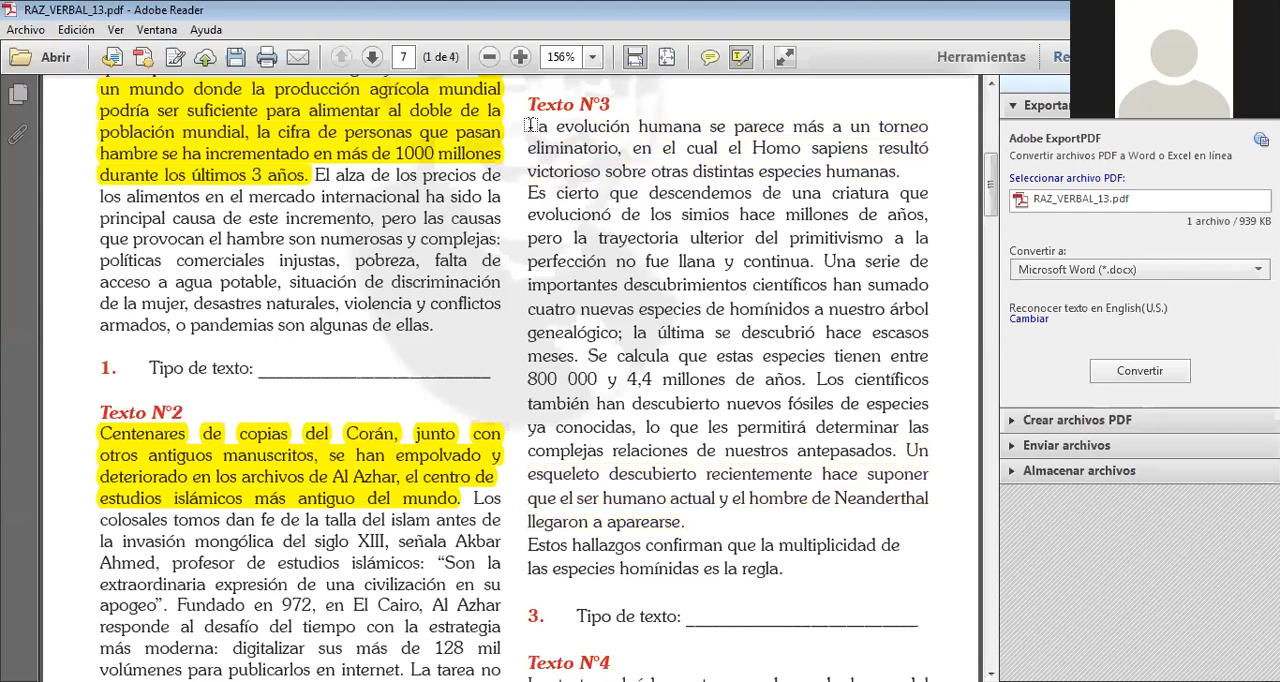 RAZ_VERBAL_13.pdf - Adobe Reader
Archivo Edición Ver Ventana Ayuda
Abrir 7 (1 de 4) 156% Herramientas
un mundo donde la producción agrícola mundial
podría ser suficiente para alimentar al doble de la
población mundial, la cifra de personas que pasan
hambre se ha incrementado en más de 1000 millones
durante los últimos 3 años. El alza de los precios de
los alimentos en el mercado internacional ha sido la
principal causa de este incremento, pero las causas
que provocan el hambre son numerosas y complejas:
políticas comerciales injustas, pobreza, falta de
acceso a agua potable, situación de discriminación
de la mujer, desastres naturales, violencia y conflictos
armados, o pandemias son algunas de ellas.
1. Tipo de texto: ________________________
Texto N°2
Centenares de copias del Corán, junto con
otros antiguos manuscritos, se han empolvado y
deteriorado en los archivos de Al Azhar, el centro de
estudios islámicos más antiguo del mundo. Los
colosales tomos dan fe de la talla del islam antes de
la invasión mongólica del siglo XIII, señala Akbar
Ahmed, profesor de estudios islámicos: “Son la
extraordinaria expresión de una civilización en su
apogeo”. Fundado en 972, en El Cairo, Al Azhar
responde al desafío del tiempo con la estrategia
más moderna: digitalizar sus más de 128 mil
volúmenes para publicarlos en internet. La tarea no
Texto N°3
La evolución humana se parece más a un torneo
eliminatorio, en el cual el Homo sapiens resultó
victorioso sobre otras distintas especies humanas.
Es cierto que descendemos de una criatura que
evolucionó de los simios hace millones de años,
pero la trayectoria ulterior del primitivismo a la
perfección no fue llana y continua. Una serie de
importantes descubrimientos científicos han sumado
cuatro nuevas especies de homínidos a nuestro árbol
genealógico; la última se descubrió hace escasos
meses. Se calcula que estas especies tienen entre
800 000 y 4,4 millones de años. Los científicos
también han descubierto nuevos fósiles de especies
ya conocidas, lo que les permitirá determinar las
complejas relaciones de nuestros antepasados. Un
esqueleto descubierto recientemente hace suponer
que el ser humano actual y el hombre de Neanderthal
llegaron a aparearse.
Estos hallazgos confirman que la multiplicidad de
las especies homínidas es la regla.
3. Tipo de texto: ________________________
Texto N°4
Adobe ExportPDF
Convertir archivos PDF a Word o Excel en línea
Seleccionar archivo PDF:
RAZ_VERBAL_13.pdf
1 archivo / 939 KB
Convertir a:
Microsoft Word (*.docx)
Reconocer texto en English(U.S.)
Cambiar
Convertir
Crear archivos PDF
Enviar archivos
Almacenar archivos